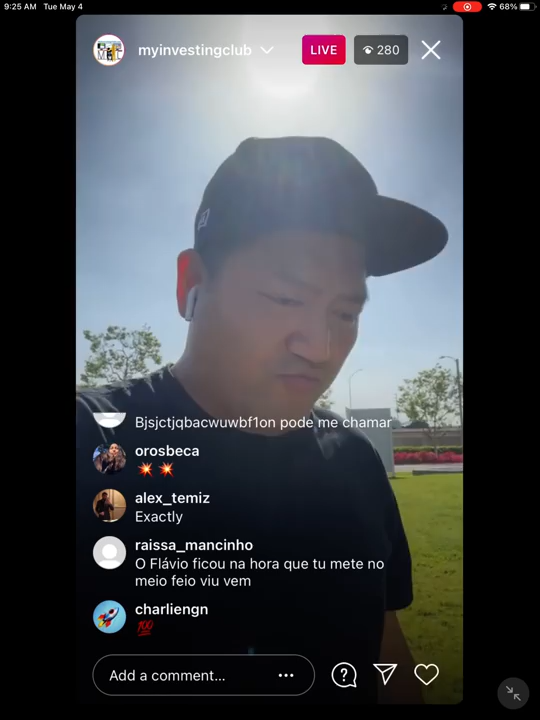 9:25 AM Tue May 4
68%
myinvestingclub
LIVE
280
Bjsjctjqbacwuwbf1on pode me chamar
orosbeca
💥 💥
alex_temiz
Exactly
raissa_mancinho
O Flávio ficou na hora que tu mete no
meio feio viu vem
charliengn
💯
Add a comment...